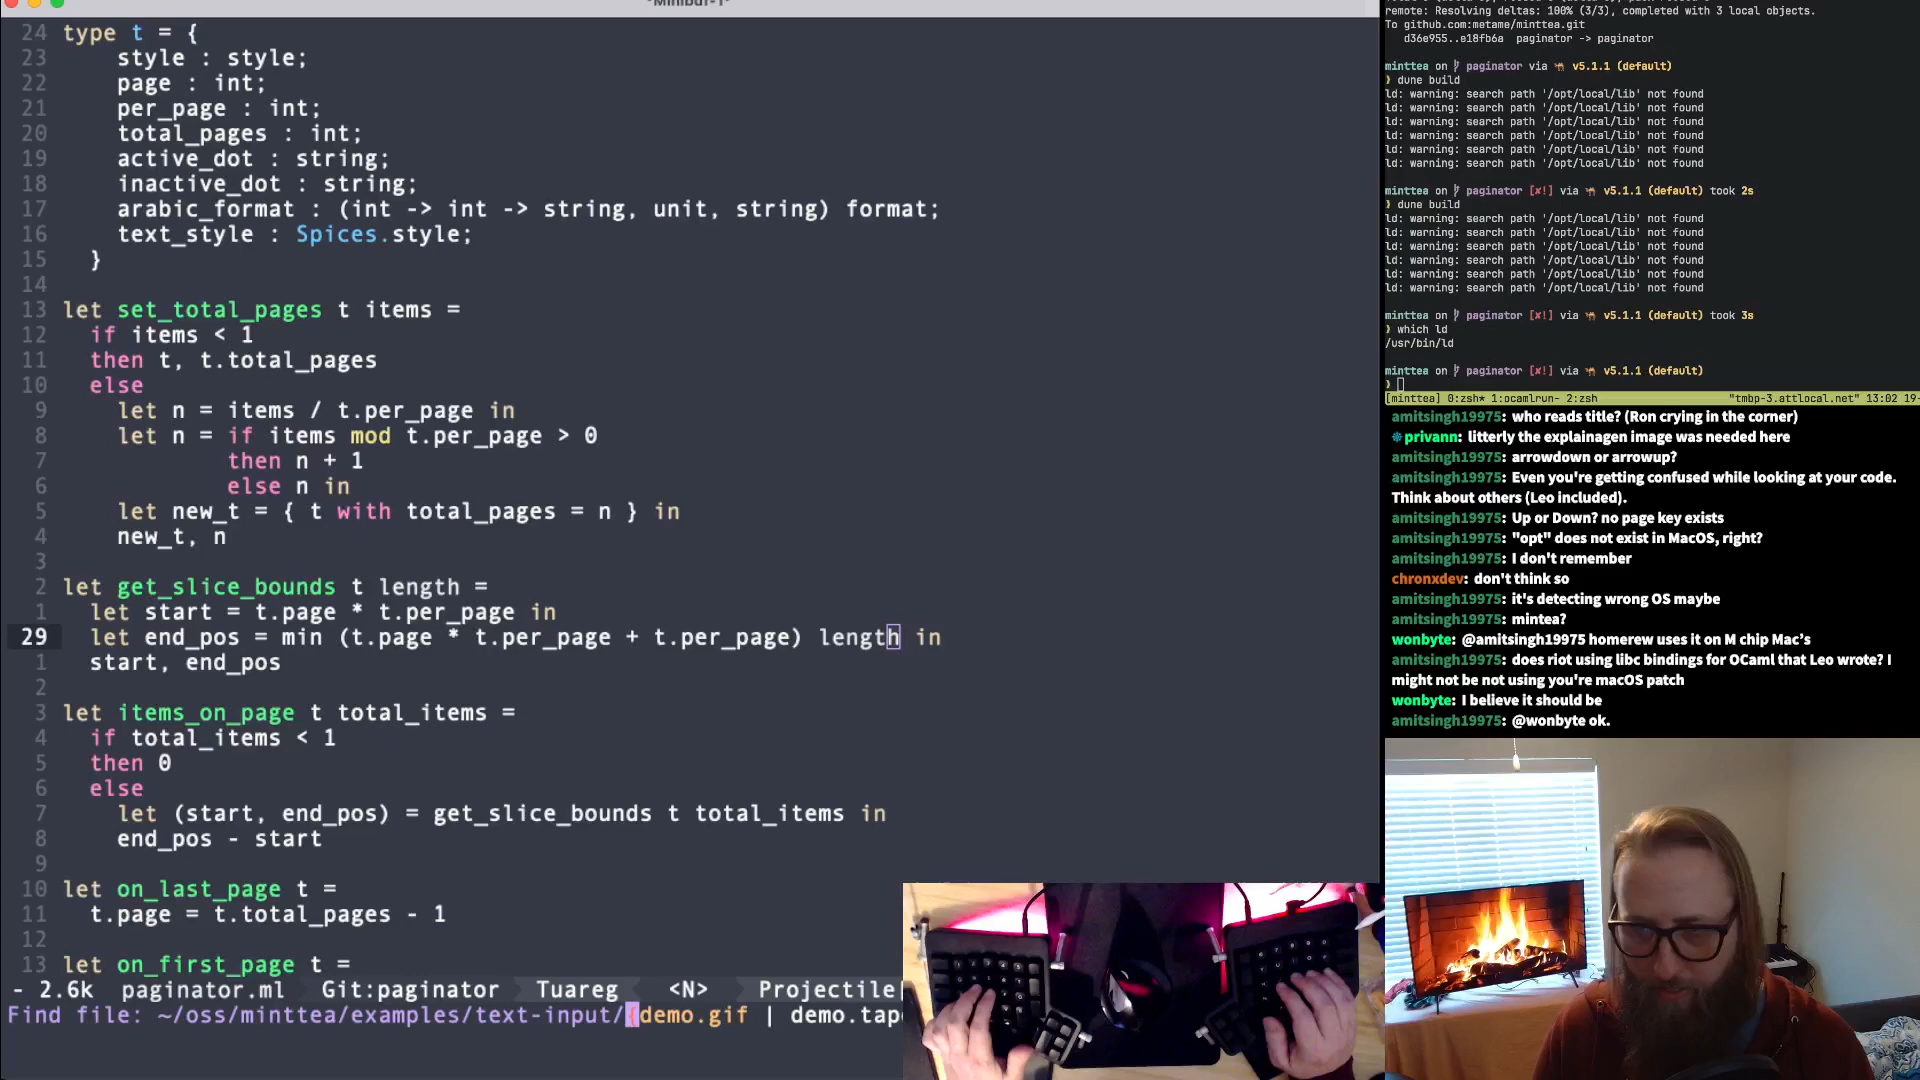 *Minibuf-1*
24 type t = {
23 style : style;
22 page : int;
21 per_page : int;
20 total_pages : int;
19 active_dot : string;
18 inactive_dot : string;
17 arabic_format : (int -> int -> string, unit, string) format;
16 text_style : Spices.style;
15 }
14
13 let set_total_pages t items =
12 if items < 1
11 then t, t.total_pages
10 else
9 let n = items / t.per_page in
8 let n = if items mod t.per_page > 0
7 then n + 1
6 else n in
5 let new_t = { t with total_pages = n } in
4 new_t, n
3
2 let get_slice_bounds t length =
1 let start = t.page * t.per_page in
29 let end_pos = min (t.page * t.per_page + t.per_page) length in
1 start, end_pos
2
3 let items_on_page t total_items =
4 if total_items < 1
5 then 0
6 else
7 let (start, end_pos) = get_slice_bounds t total_items in
8 end_pos - start
9
10 let on_last_page t =
11 t.page = t.total_pages - 1
12
13 let on_first_page t =
- 2.6k paginator.ml Git:paginator Tuareg <N> Projectile
Find file: ~/oss/minttea/examples/text-input/{demo.gif | demo.tap
remote: Resolving deltas: 100% (3/3), completed with 3 local objects.
To github.com:metame/minttea.git
d36e955..e18fb6a paginator -> paginator
minttea on paginator via v5.1.1 (default)
❯ dune build
ld: warning: search path '/opt/local/lib' not found
ld: warning: search path '/opt/local/lib' not found
ld: warning: search path '/opt/local/lib' not found
ld: warning: search path '/opt/local/lib' not found
ld: warning: search path '/opt/local/lib' not found
ld: warning: search path '/opt/local/lib' not found
minttea on paginator [✘!] via v5.1.1 (default) took 2s
❯ dune build
ld: warning: search path '/opt/local/lib' not found
ld: warning: search path '/opt/local/lib' not found
ld: warning: search path '/opt/local/lib' not found
ld: warning: search path '/opt/local/lib' not found
ld: warning: search path '/opt/local/lib' not found
ld: warning: search path '/opt/local/lib' not found
minttea on paginator [✘!] via v5.1.1 (default) took 3s
❯ which ld
/usr/bin/ld
minttea on paginator [✘!] via v5.1.1 (default)
❯
[minttea] 0:zsh* 1:ocamlrun- 2:zsh "tmbp-3.attlocal.net" 13:02 19-
amitsingh19975: who reads title? (Ron crying in the corner)
privann: litterly the explainagen image was needed here
amitsingh19975: arrowdown or arrowup?
amitsingh19975: Even you're getting confused while looking at your code.
Think about others (Leo included).
amitsingh19975: Up or Down? no page key exists
amitsingh19975: "opt" does not exist in MacOS, right?
amitsingh19975: I don't remember
chronxdev: don't think so
amitsingh19975: it's detecting wrong OS maybe
amitsingh19975: mintea?
wonbyte: @amitsingh19975 homerew uses it on M chip Mac's
amitsingh19975: does riot using libc bindings for OCaml that Leo wrote? I
might not be not using you're macOS patch
wonbyte: I believe it should be
amitsingh19975: @wonbyte ok.